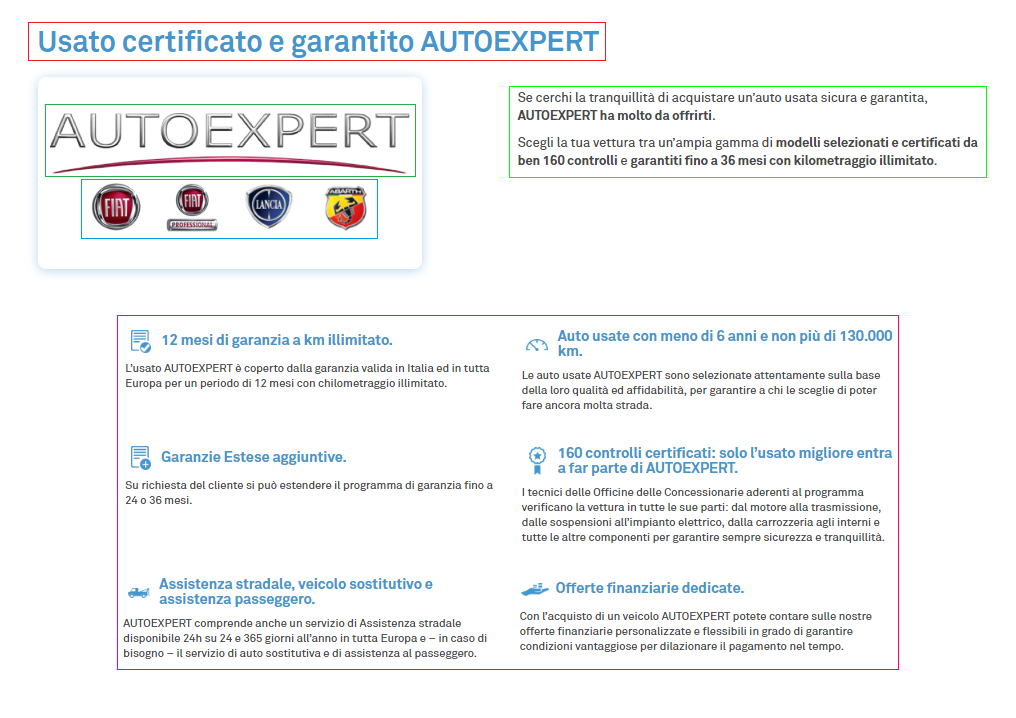 Usato certificato e garantito AUTOEXPERT
AUTOEXPERT
FIAT
FIAT
PROFESSIONAL
LANCIA
ABARTH
Se cerchi la tranquillità di acquistare un'auto usata sicura e garantita,
AUTOEXPERT ha molto da offrirti.
Scegli la tua vettura tra un'ampia gamma di modelli selezionati e certificati da
ben 160 controlli e garantiti fino a 36 mesi con kilometraggio illimitato.
12 mesi di garanzia a km illimitato.
L'usato AUTOEXPERT è coperto dalla garanzia valida in Italia ed in tutta
Europa per un periodo di 12 mesi con chilometraggio illimitato.
Auto usate con meno di 6 anni e non più di 130.000
km.
Le auto usate AUTOEXPERT sono selezionate attentamente sulla base
della loro qualità ed affidabilità, per garantire a chi le sceglie di poter
fare ancora molta strada.
Garanzie Estese aggiuntive.
Su richiesta del cliente si può estendere il programma di garanzia fino a
24 o 36 mesi.
160 controlli certificati: solo l'usato migliore entra
a far parte di AUTOEXPERT.
I tecnici delle Officine delle Concessionarie aderenti al programma
verificano la vettura in tutte le sue parti: dal motore alla trasmissione,
dalle sospensioni all'impianto elettrico, dalla carrozzeria agli interni e
tutte le altre componenti per garantire sempre sicurezza e tranquillità.
Assistenza stradale, veicolo sostitutivo e
assistenza passeggero.
AUTOEXPERT comprende anche un servizio di Assistenza stradale
disponibile 24h su 24 e 365 giorni all'anno in tutta Europa e – in caso di
bisogno – il servizio di auto sostitutiva e di assistenza al passeggero.
Offerte finanziarie dedicate.
Con l'acquisto di un veicolo AUTOEXPERT potete contare sulle nostre
offerte finanziarie personalizzate e flessibili in grado di garantire
condizioni vantaggiose per dilazionare il pagamento nel tempo.